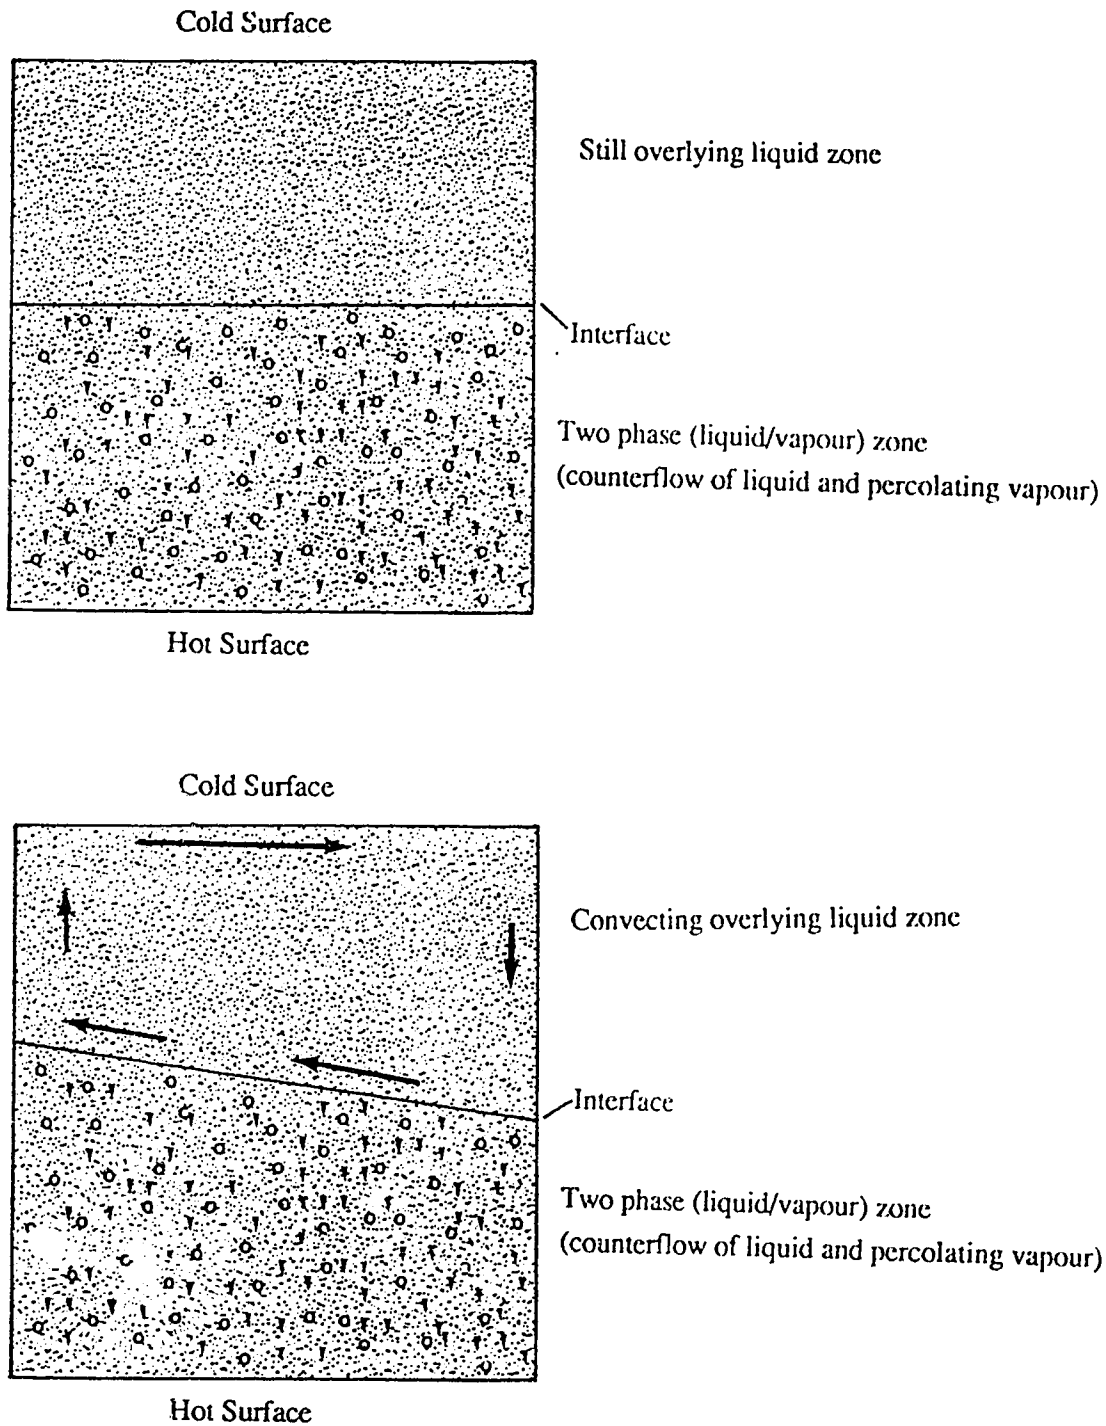 Cold Surface
Still overlying liquid zone
Interface
Two phase (liquid/vapour) zone
(counterflow of liquid and percolating vapour)
Hot Surface
Cold Surface
Convecting overlying liquid zone
Interface
Two phase (liquid/vapour) zone
(counterflow of liquid and percolating vapour)
Hot Surface